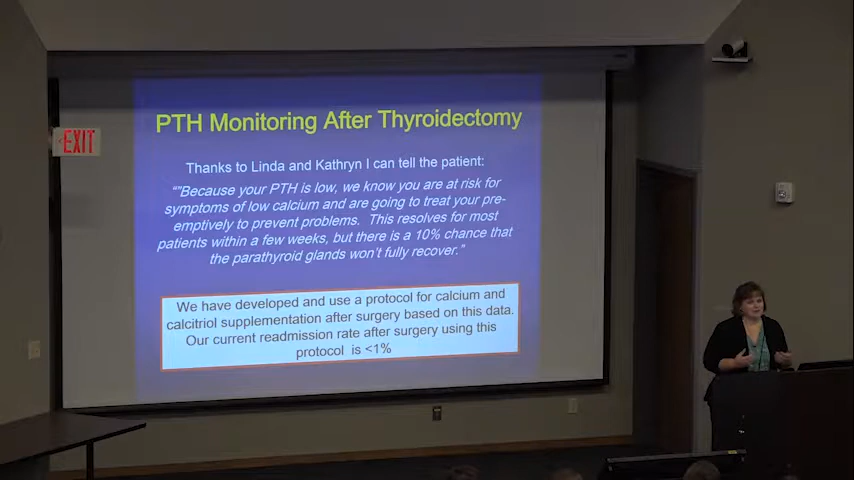 PTH Monitoring After Thyroidectomy
EXIT
Thanks to Linda and Kathryn I can tell the patient:
“"Because your PTH is low, we know you are at risk for
symptoms of low calcium and are going to treat your pre-
emptively to prevent problems. This resolves for most
patients within a few weeks, but there is a 10% chance that
the parathyroid glands won't fully recover.”
We have developed and use a protocol for calcium and
calcitriol supplementation after surgery based on this data.
Our current readmission rate after surgery using this
protocol is <1%